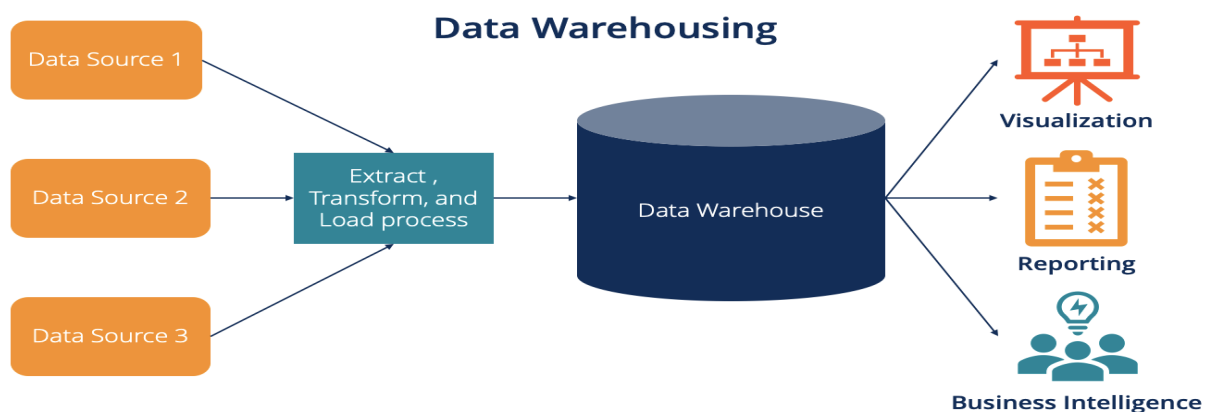 Data Warehousing
Data Source 1
Data Source 2
Data Source 3
Extract ,
Transform, and
Load process
Data Warehouse
Visualization
Reporting
Business Intelligence